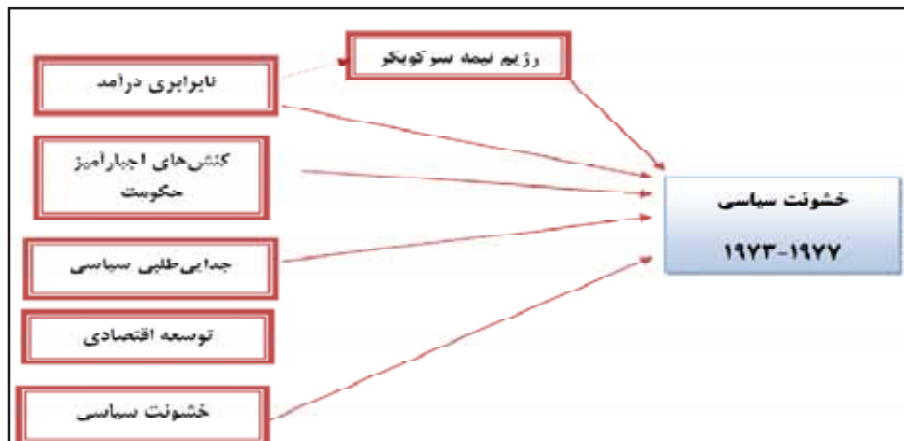 رژیم نیمه سرکوبگر
نابرابری درآمد
کنش‌های اجبارآمیز
حکومت
خشونت سیاسی
۱۹۷۳-۱۹۷۷
جدایی‌طلبی سیاسی
توسعه اقتصادی
خشونت سیاسی